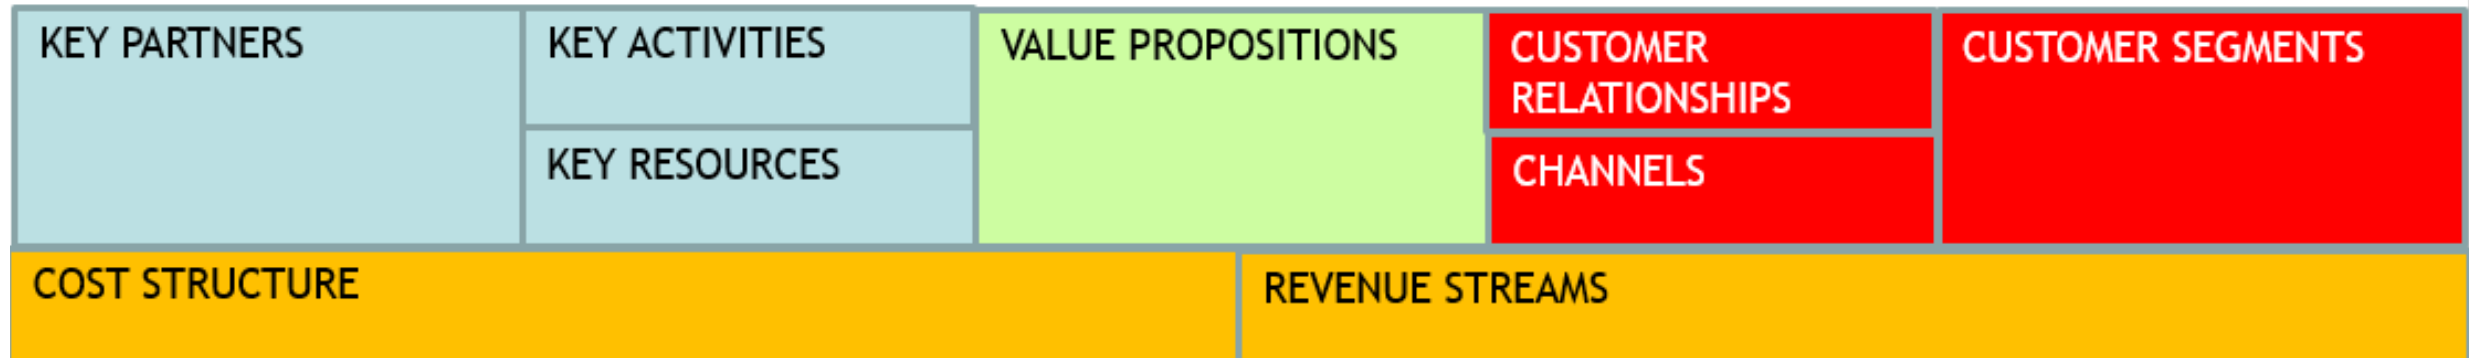 KEY PARTNERS
KEY ACTIVITIES
KEY RESOURCES
VALUE PROPOSITIONS
CUSTOMER
RELATIONSHIPS
CHANNELS
CUSTOMER SEGMENTS
COST STRUCTURE
REVENUE STREAMS